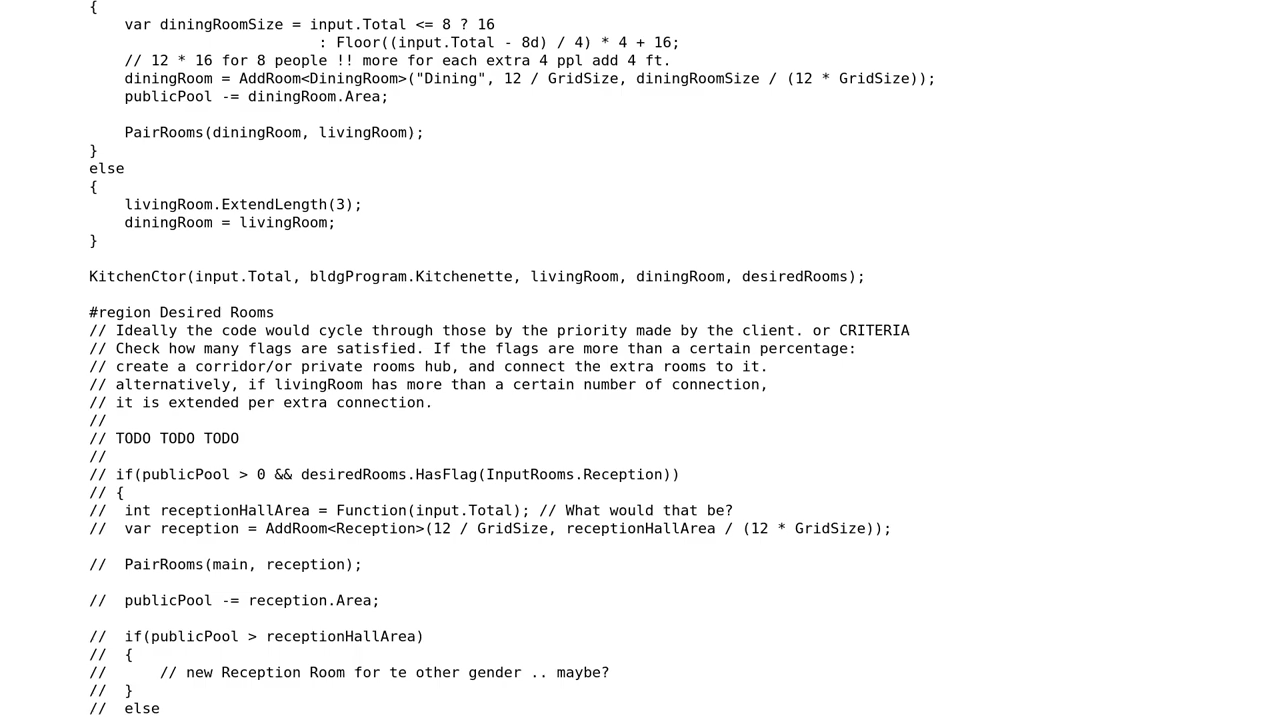 {
    var diningRoomSize = input.Total <= 8 ? 16
                          : Floor((input.Total - 8d) / 4) * 4 + 16;
    // 12 * 16 for 8 people !! more for each extra 4 ppl add 4 ft.
    diningRoom = AddRoom<DiningRoom>("Dining", 12 / GridSize, diningRoomSize / (12 * GridSize));
    publicPool -= diningRoom.Area;

    PairRooms(diningRoom, livingRoom);
}
else
{
    livingRoom.ExtendLength(3);
    diningRoom = livingRoom;
}

KitchenCtor(input.Total, bldgProgram.Kitchenette, livingRoom, diningRoom, desiredRooms);

#region Desired Rooms
// Ideally the code would cycle through those by the priority made by the client. or CRITERIA
// Check how many flags are satisfied. If the flags are more than a certain percentage:
// create a corridor/or private rooms hub, and connect the extra rooms to it.
// alternatively, if livingRoom has more than a certain number of connection,
// it is extended per extra connection.
//
// TODO TODO TODO
//
// if(publicPool > 0 && desiredRooms.HasFlag(InputRooms.Reception))
// {
//  int receptionHallArea = Function(input.Total); // What would that be?
//  var reception = AddRoom<Reception>(12 / GridSize, receptionHallArea / (12 * GridSize));

//  PairRooms(main, reception);

//  publicPool -= reception.Area;

//  if(publicPool > receptionHallArea)
//  {
//      // new Reception Room for te other gender .. maybe?
//  }
//  else